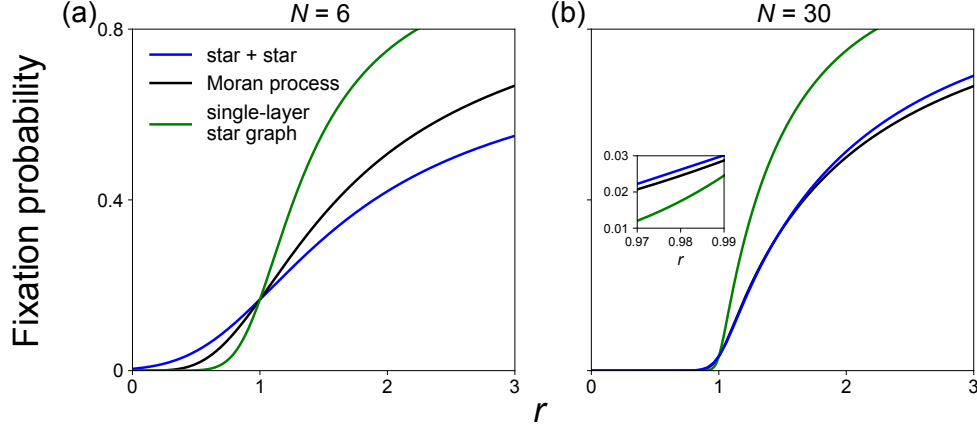 (a)
N = 6
(b)
N = 30
Fixation probability
0.8
0.4
0
star + star
Moran process
single-layer
star graph
0
1
2
3
0.03
0.02
0.01
0.97
0.98
0.99
r
0
1
2
3
r